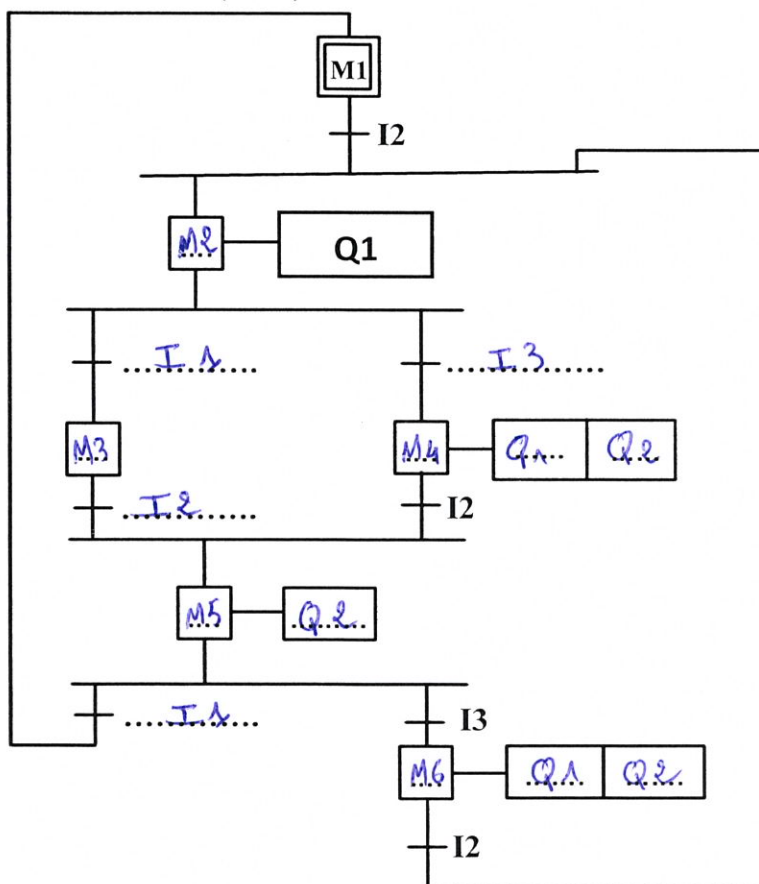 M1
I2
M2 Q1
I1 I3
M3 M4 Q1 Q2
I2 I2
M5 Q2
I1 I3
M6 Q1 Q2
I2